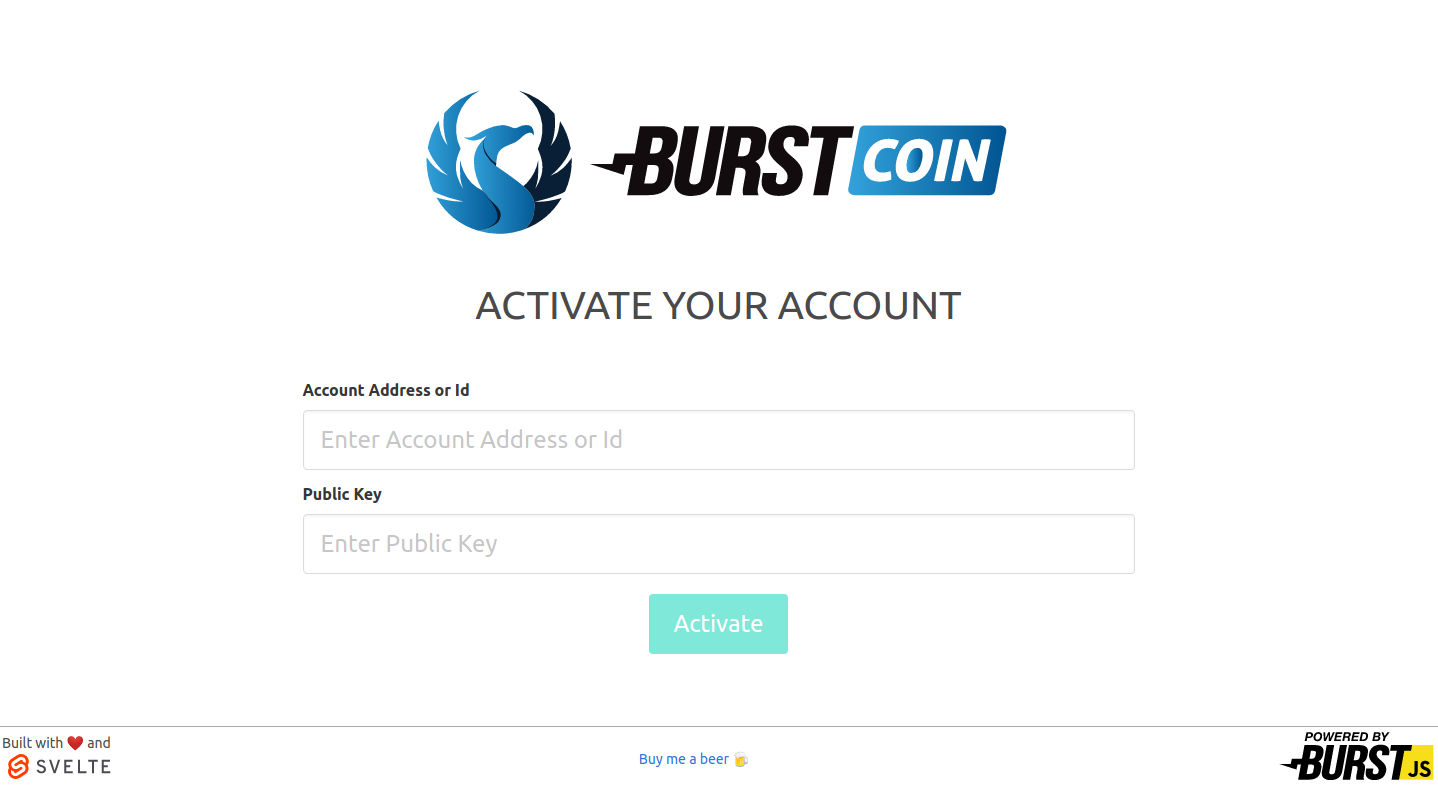 BURST COIN
ACTIVATE YOUR ACCOUNT
Account Address or Id
Enter Account Address or Id
Public Key
Enter Public Key
Activate
Built with ❤️ and
SVELTE
Buy me a beer 🍺
POWERED BY
BURST JS